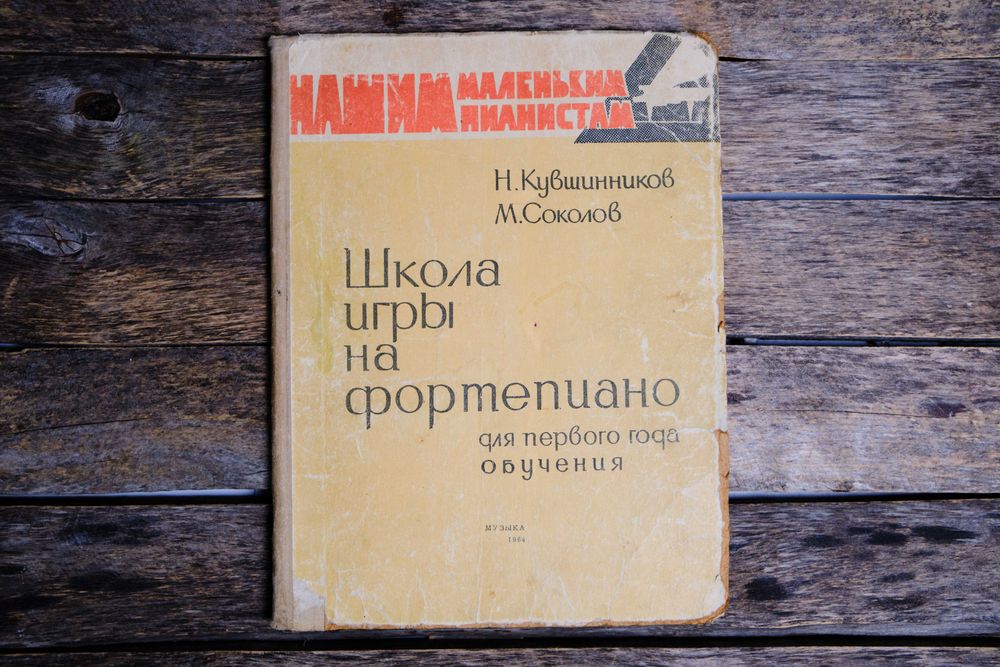 НАШИМ МАЛЕНЬКИМ
ПИАНИСТАМ
Н.Кувшинников
М.Соколов
Школа
игры
на
фортепиано
для первого года
обучения
МУЗЫКА
1964